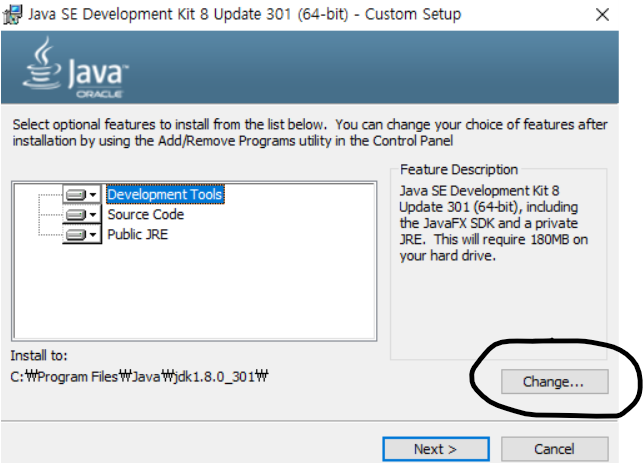 Java SE Development Kit 8 Update 301 (64-bit) - Custom Setup
Java™
ORACLE
Select optional features to install from the list below. You can change your choice of features after
installation by using the Add/Remove Programs utility in the Control Panel
Development Tools
Source Code
Public JRE
Feature Description
Java SE Development Kit 8
Update 301 (64-bit), including
the JavaFX SDK and a private
JRE. This will require 180MB on
your hard drive.
Install to:
C:₩Program Files₩Java₩jdk1.8.0_301₩
Change...
Next >
Cancel